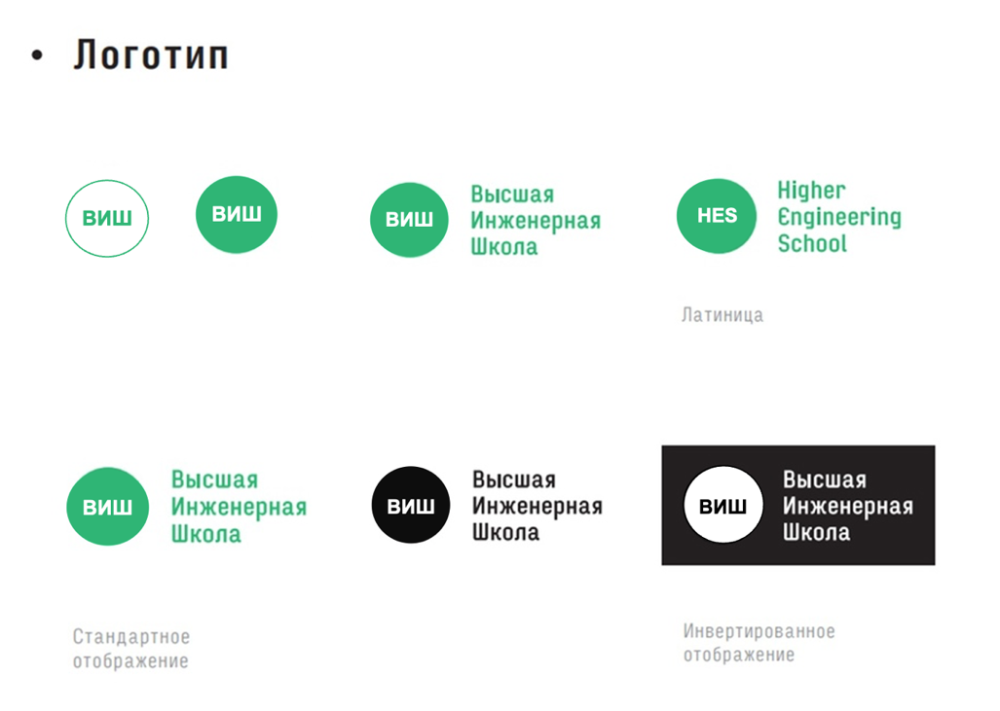 • Логотип
ВИШ
ВИШ
ВИШ
Высшая
Инженерная
Школа
HES
Higher
Engineering
School
Латиница
ВИШ
Высшая
Инженерная
Школа
ВИШ
Высшая
Инженерная
Школа
ВИШ
Высшая
Инженерная
Школа
Стандартное
отображение
Инвертированное
отображение